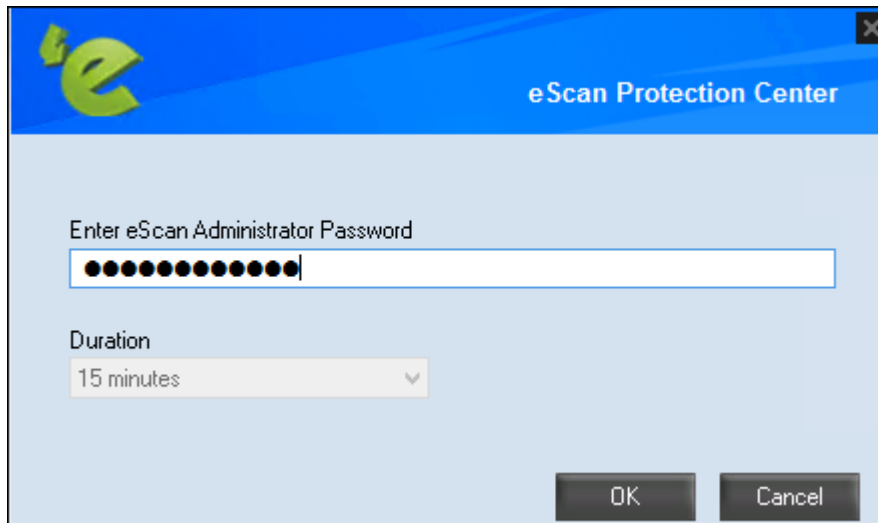 eScan Protection Center
Enter eScan Administrator Password
●●●●●●●●●●●●
Duration
15 minutes
OK
Cancel